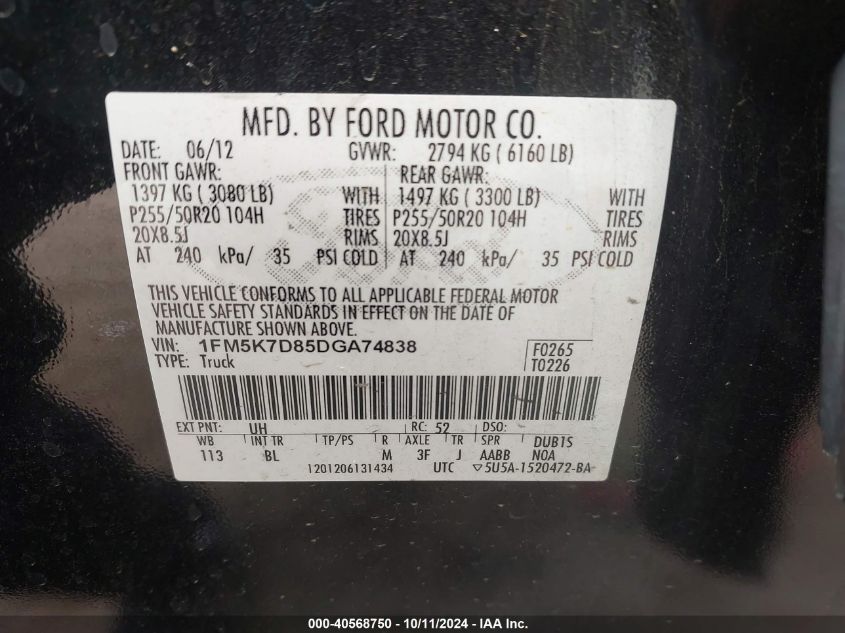 MFD. BY FORD MOTOR CO.
DATE: 06/12 GVWR: 2794 KG ( 6160 LB)
FRONT GAWR: REAR GAWR:
1397 KG ( 3080 LB) WITH 1497 KG ( 3300 LB) WITH
P255/50R20 104H TIRES P255/50R20 104H TIRES
20X8.5J RIMS 20X8.5J RIMS
AT 240 kPa/ 35 PSI COLD AT 240 kPa/ 35 PSI COLD
THIS VEHICLE CONFORMS TO ALL APPLICABLE FEDERAL MOTOR
VEHICLE SAFETY STANDARDS IN EFFECT ON THE DATE OF
MANUFACTURE SHOWN ABOVE.
VIN: 1FM5K7D85DGA74838 F0265
TYPE: Truck T0226
EXT PNT: UH RC: 52 DSO:
WB INT TR TP/PS R AXLE TR SPR DUB1S
113 BL M 3F J AABB NOA
1201206131434 UTC ▽5U5A-1520472-BA
000-40568750 - 10/11/2024 - IAA Inc.